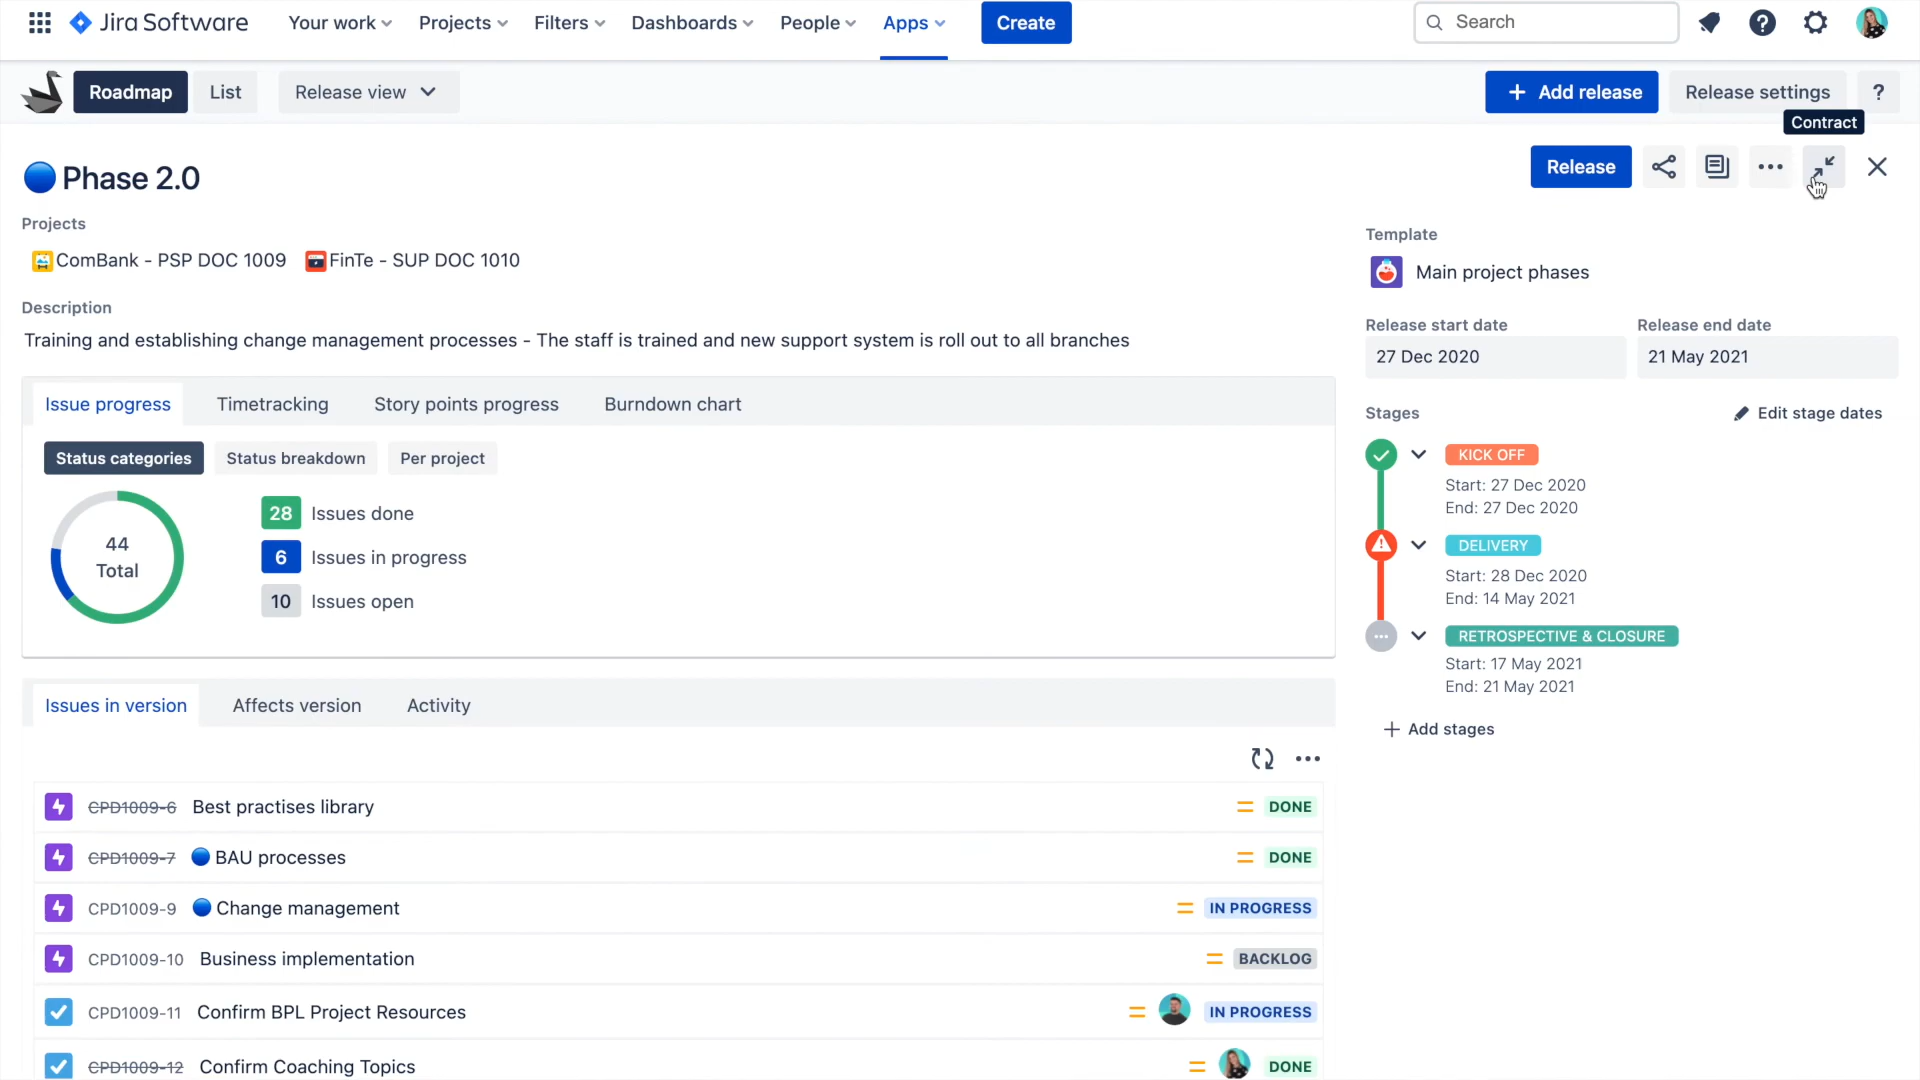 Jira Software Your work Projects Filters Dashboards People Apps Create Search
Roadmap List Release view + Add release Release settings ?
Contract
Phase 2.0 Release
Projects
ComBank - PSP DOC 1009 FinTe - SUP DOC 1010
Description
Training and establishing change management processes - The staff is trained and new support system is roll out to all branches
Issue progress Timetracking Story points progress Burndown chart
Status categories Status breakdown Per project
44
Total
28 Issues done
6 Issues in progress
10 Issues open
Issues in version Affects version Activity
CPD1009-6 Best practises library DONE
CPD1009-7 BAU processes DONE
CPD1009-9 Change management IN PROGRESS
CPD1009-10 Business implementation BACKLOG
CPD1009-11 Confirm BPL Project Resources IN PROGRESS
CPD1009-12 Confirm Coaching Topics DONE
Template
Main project phases
Release start date Release end date
27 Dec 2020 21 May 2021
Stages Edit stage dates
KICK OFF
Start: 27 Dec 2020
End: 27 Dec 2020
DELIVERY
Start: 28 Dec 2020
End: 14 May 2021
RETROSPECTIVE & CLOSURE
Start: 17 May 2021
End: 21 May 2021
+ Add stages